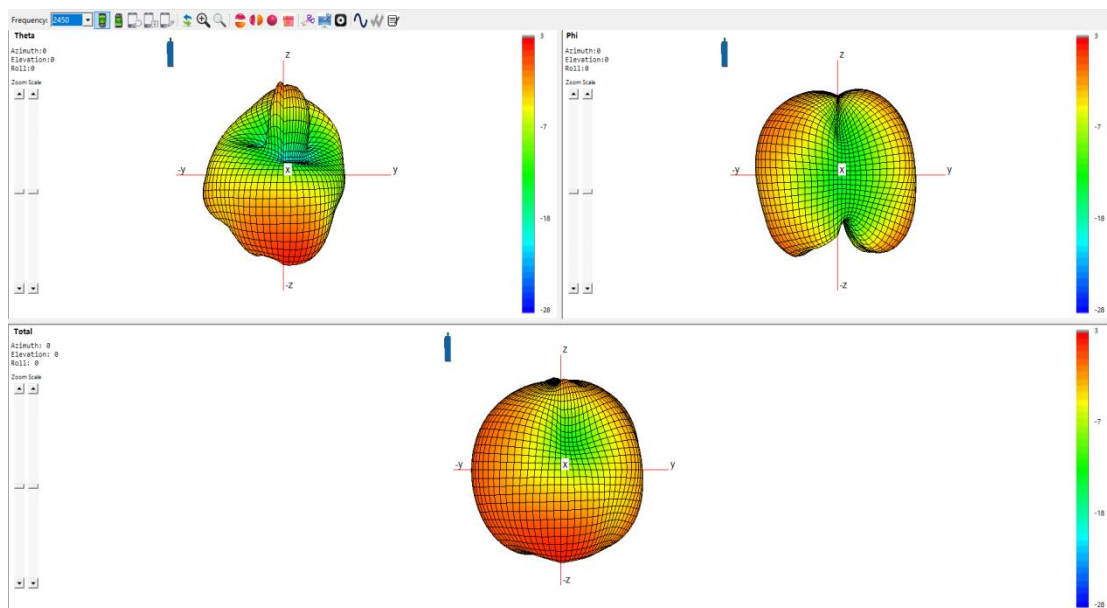 Frequency: 2450
Theta
Azimuth:0
Elevation:0
Roll:0
Zoom Scale
z
-y
x
y
-z
3
-7
-18
-28
Phi
Azimuth:0
Elevation:0
Roll:0
Zoom Scale
z
-y
x
y
-z
3
-7
-18
-28
Total
Azimuth: 0
Elevation: 0
Roll: 0
Zoom Scale
z
-y
x
y
-z
3
-7
-18
-28